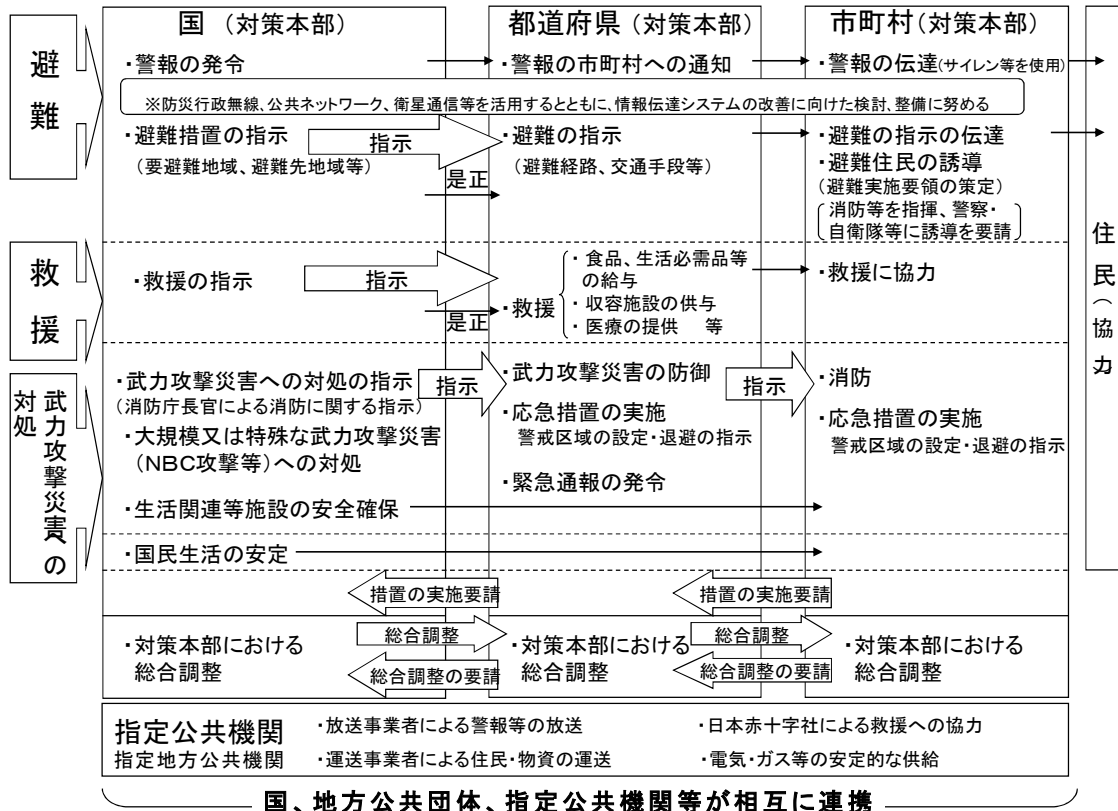 国（対策本部）
都道府県（対策本部）
市町村（対策本部）
避難
・警報の発令
・警報の市町村への通知
・警報の伝達（サイレン等を使用）
※防災行政無線、公共ネットワーク、衛星通信等を活用するとともに、情報伝達システムの改善に向けた検討、整備に努める
・避難措置の指示
（要避難地域、避難先地域等）
指示
是正
・避難の指示
（避難経路、交通手段等）
・避難の指示の伝達
・避難住民の誘導
（避難実施要領の策定）
消防等を指揮、警察・
自衛隊等に誘導を要請
住民（協力）
救援
・救援の指示
指示
是正
・救援
・食品、生活必需品等
の給与
・収容施設の供与
・医療の提供　等
・救援に協力
武力攻撃災害への
対処
・武力攻撃災害への対処の指示
（消防庁長官による消防に関する指示）
・大規模又は特殊な武力攻撃災害
（NBC攻撃等）への対処
・生活関連等施設の安全確保
指示
・武力攻撃災害の防御
・応急措置の実施
警戒区域の設定・退避の指示
・緊急通報の発令
指示
・消防
・応急措置の実施
警戒区域の設定・退避の指示
・国民生活の安定
措置の実施要請
措置の実施要請
・対策本部における
総合調整
総合調整
総合調整の要請
・対策本部における
総合調整
総合調整
総合調整の要請
・対策本部における
総合調整
指定公共機関
指定地方公共機関
・放送事業者による警報等の放送
・日本赤十字社による救援への協力
・運送事業者による住民・物資の運送
・電気・ガス等の安定的な供給
国、地方公共団体、指定公共機関等が相互に連携